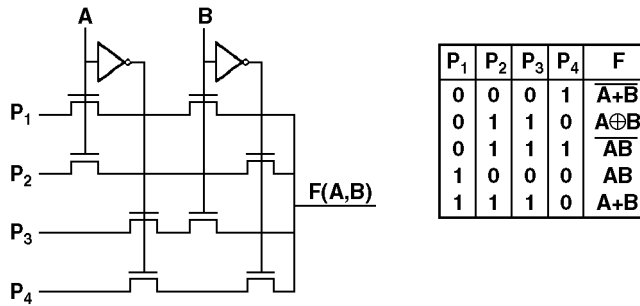 A B
P₁
P₂
P₃
P₄
F(A,B)
P₁ P₂ P₃ P₄ F
0 0 0 1 A̅+̅B̅
0 1 1 0 A⊕B
0 1 1 1 A̅B̅
1 0 0 0 AB
1 1 1 0 A+B